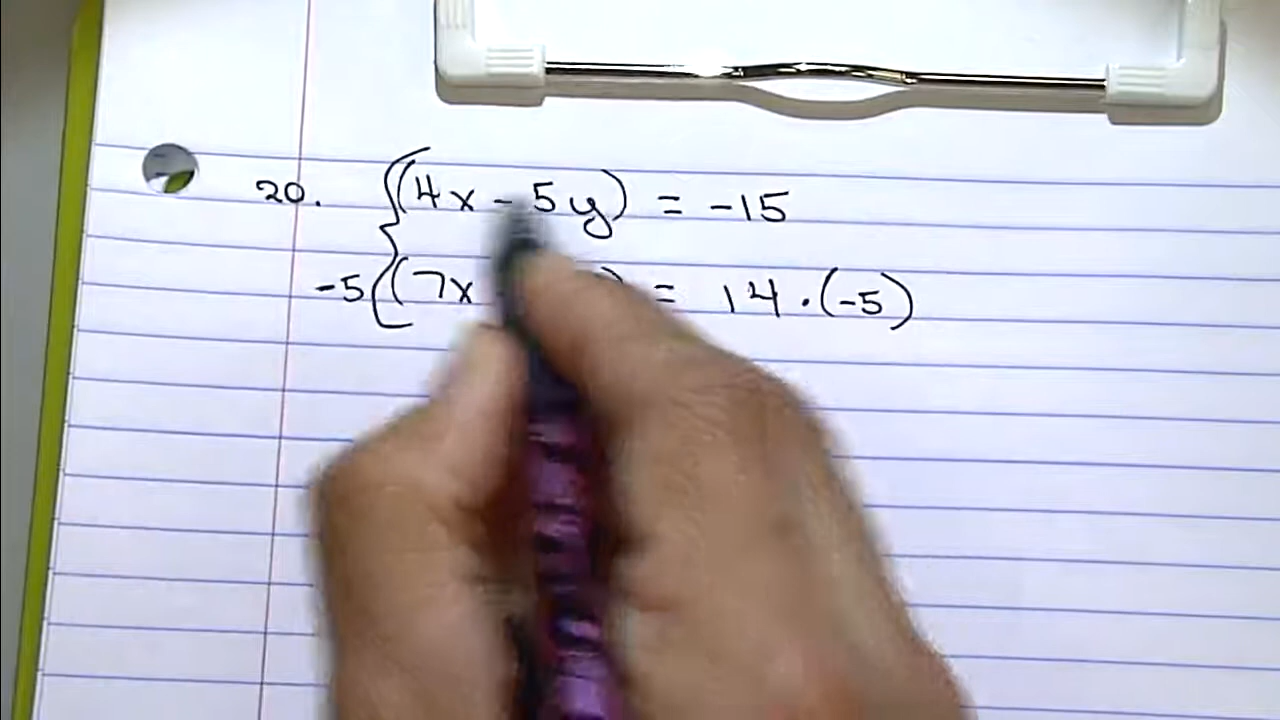 20. {(4x - 5y) = -15
-5{(7x ) = 14 · (-5)